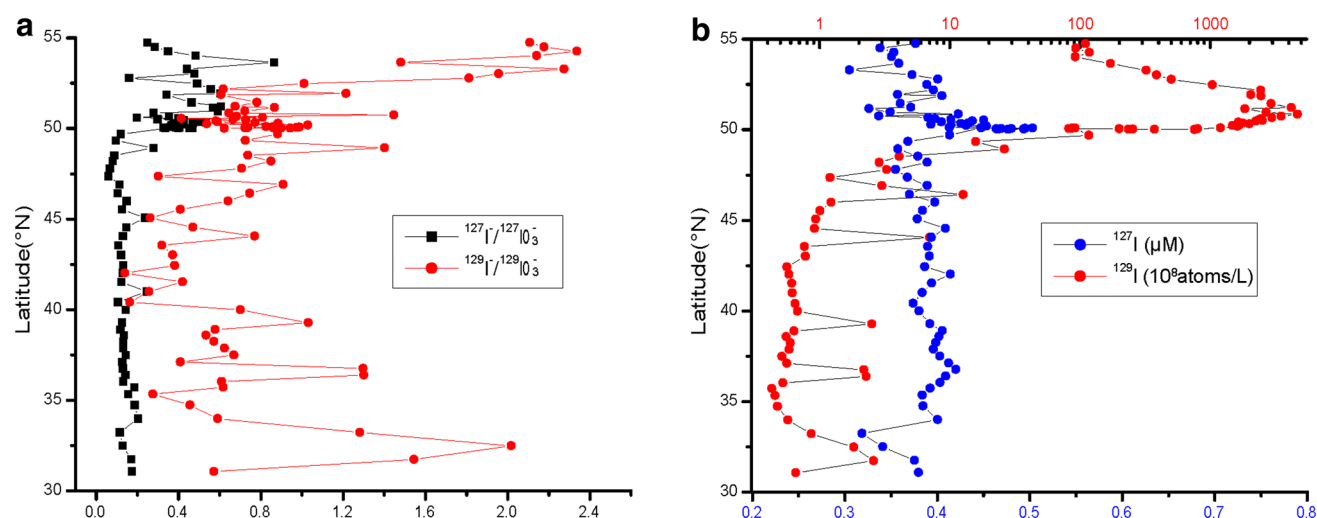 a
55
50
45
40
35
30
Latitude(°N)
0.0 0.4 0.8 1.2 1.6 2.0 2.4
¹²⁷I⁻/¹²⁷IO₃⁻
¹²⁹I⁻/¹²⁹IO₃⁻
b
1 10 100 1000
55
50
45
40
35
30
Latitude(°N)
0.2 0.3 0.4 0.5 0.6 0.7 0.8
¹²⁷I (µM)
¹²⁹I (10⁸atoms/L)